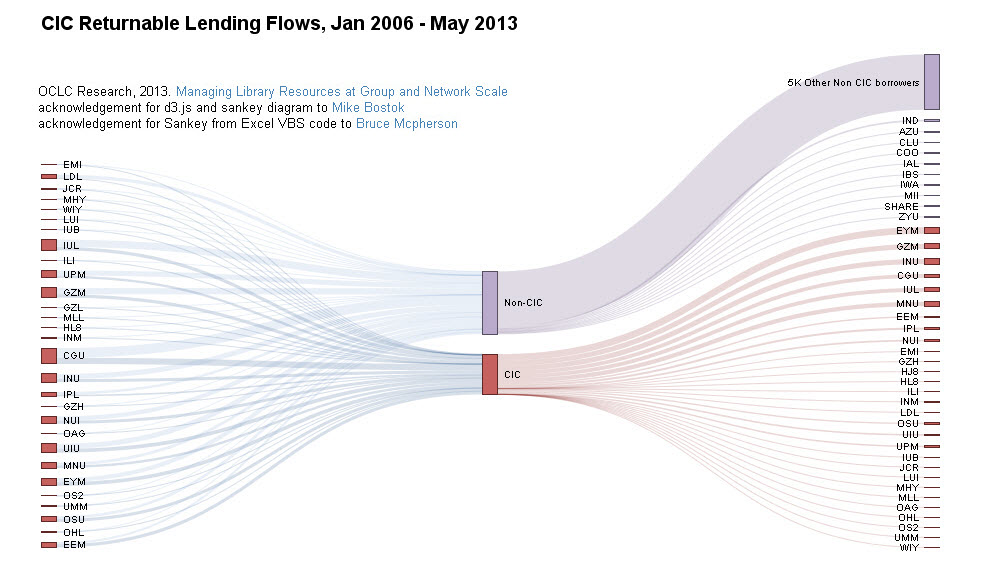 CIC Returnable Lending Flows, Jan 2006 - May 2013
OCLC Research, 2013. Managing Library Resources at Group and Network Scale
acknowledgement for d3.js and sankey diagram to Mike Bostok
acknowledgement for Sankey from Excel VBS code to Bruce Mcpherson
EMI
LDL
JCR
MHY
WIY
LUI
IUB
IUL
ILI
UPM
GZM
GZL
MLL
HL8
INM
CGU
INU
IPL
GZH
NUI
OAG
UIU
MNU
EYM
OS2
UMM
OSU
OHL
EEM
Non-CIC
CIC
5K Other Non CIC borrowers
IND
AZU
CLU
COO
IAL
IBS
IWA
MII
SHARE
ZYU
EYM
GZM
INU
CGU
IUL
MNU
EEM
IPL
NUI
EMI
GZH
HJ8
HL8
ILI
INM
LDL
OSU
UIU
UPM
IUB
JCR
LUI
MHY
MLL
OAG
OHL
OS2
UMM
WIY